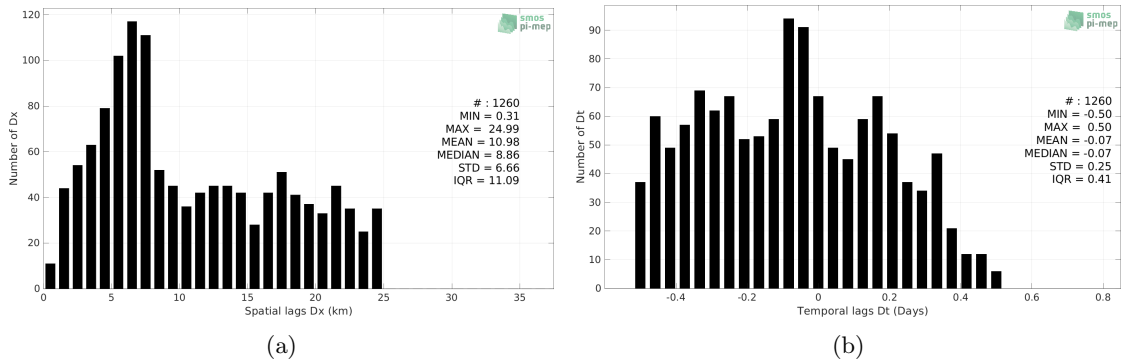 120
100
80
60
40
20
0
Number of Dx
0 5 10 15 20 25 30 35
Spatial lags Dx (km)
smos
pi-mep
# : 1260
MIN = 0.31
MAX = 24.99
MEAN = 10.98
MEDIAN = 8.86
STD = 6.66
IQR = 11.09
(a)
90
80
70
60
50
40
30
20
10
0
Number of Dt
-0.4 -0.2 0 0.2 0.4 0.6 0.8
Temporal lags Dt (Days)
smos
pi-mep
# : 1260
MIN = -0.50
MAX = 0.50
MEAN = -0.07
MEDIAN = -0.07
STD = 0.25
IQR = 0.41
(b)